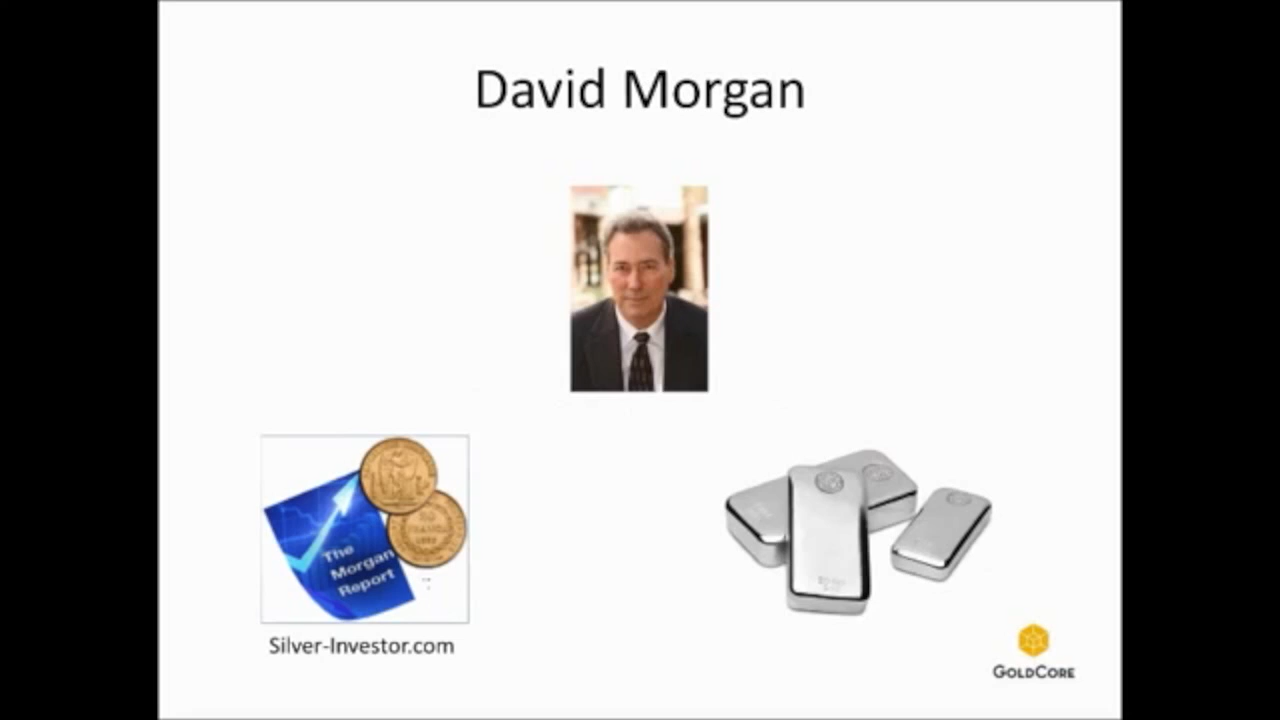 David Morgan
The
Morgan
Report
Silver-Investor.com
GOLDCORE